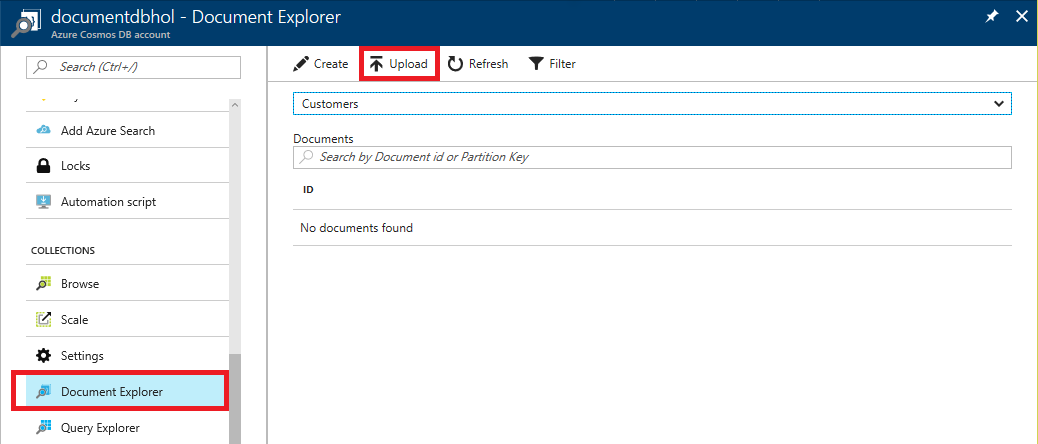 documentdbhol - Document Explorer
Azure Cosmos DB account
Search (Ctrl+/)
Add Azure Search
Locks
Automation script
COLLECTIONS
Browse
Scale
Settings
Document Explorer
Query Explorer
Create Upload Refresh Filter
Customers
Documents
Search by Document id or Partition Key
ID
No documents found